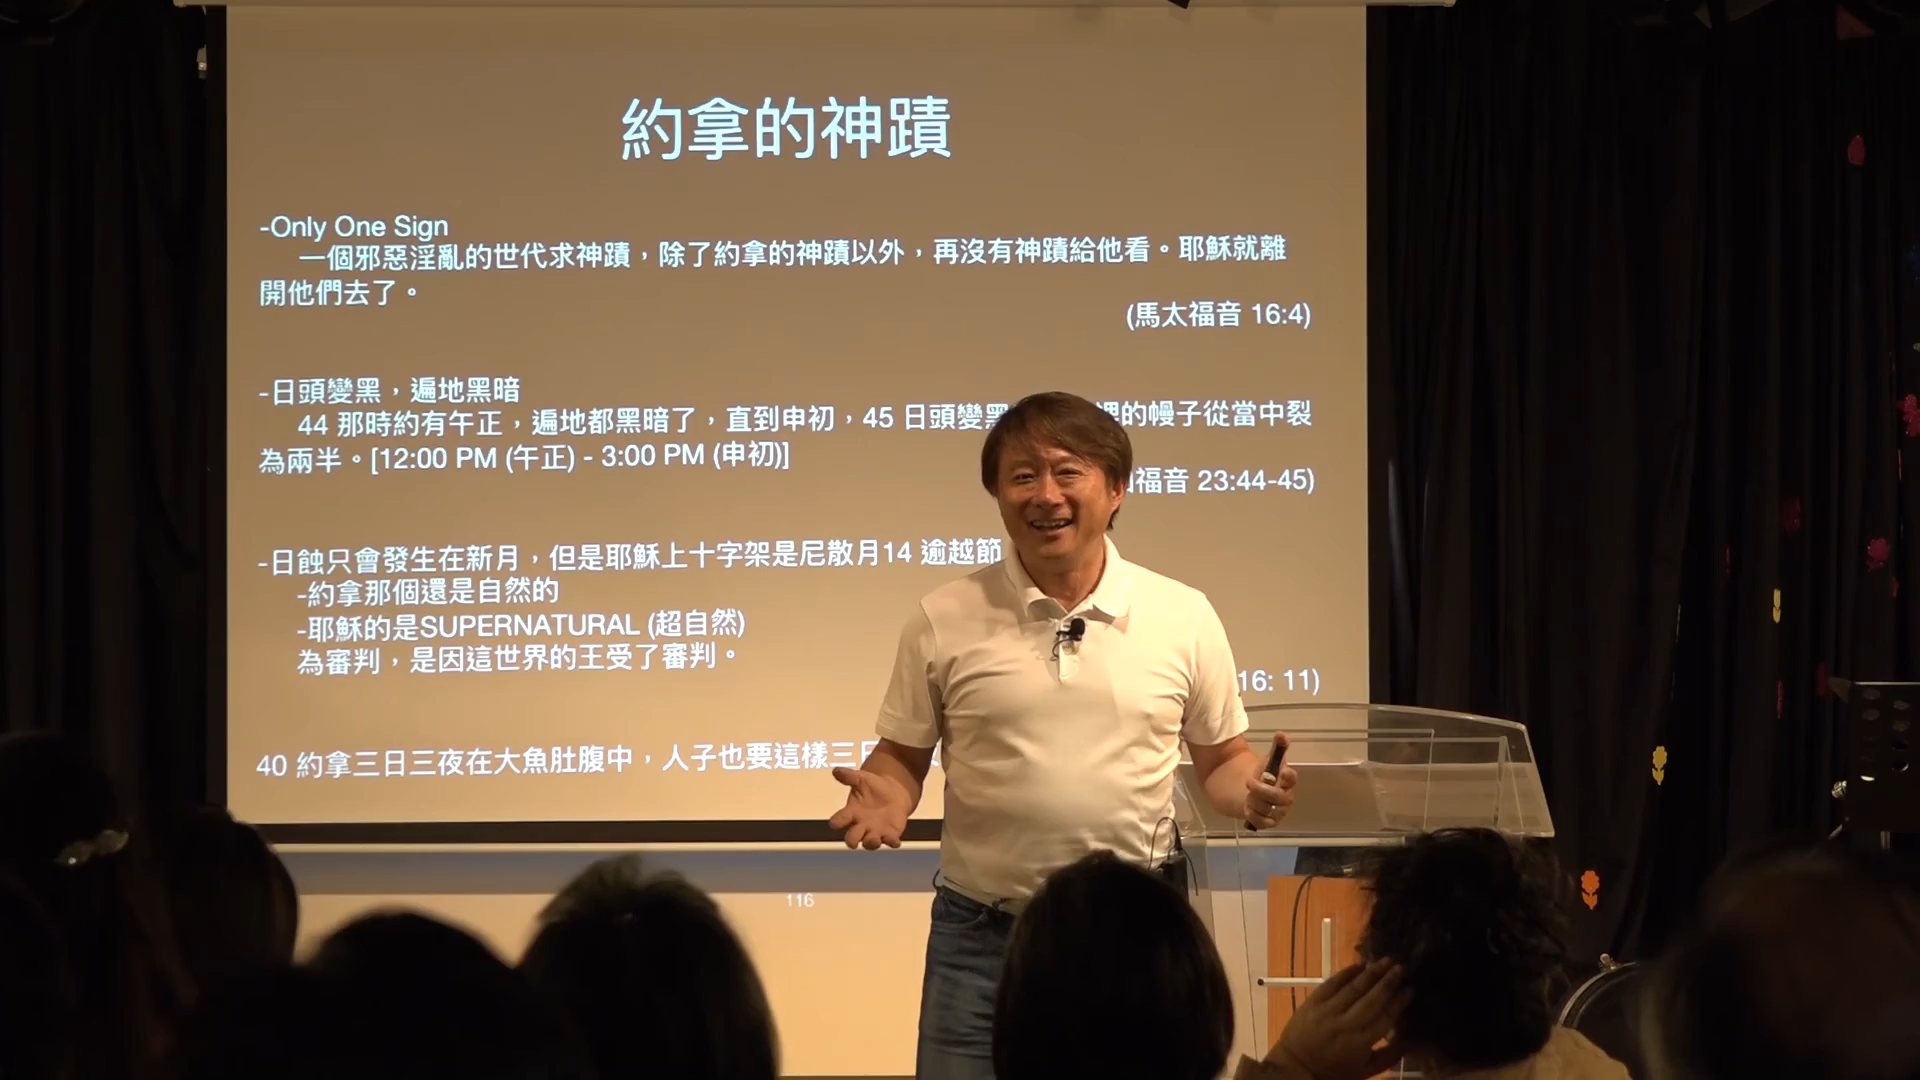 約拿的神蹟
-Only One Sign
一個邪惡淫亂的世代求神蹟，除了約拿的神蹟以外，再沒有神蹟給他看。耶穌就離
開他們去了。
(馬太福音 16:4)
-日頭變黑，遍地黑暗
44 那時約有午正，遍地都黑暗了，直到申初，45 日頭變黑 的幔子從當中裂
為兩半。[12:00 PM (午正) - 3:00 PM (申初)]
福音 23:44-45)
-日蝕只會發生在新月，但是耶穌上十字架是尼散月14 逾越節
-約拿那個還是自然的
-耶穌的是SUPERNATURAL (超自然)
為審判，是因這世界的王受了審判。
16: 11)
40 約拿三日三夜在大魚肚腹中，人子也要這樣三
116